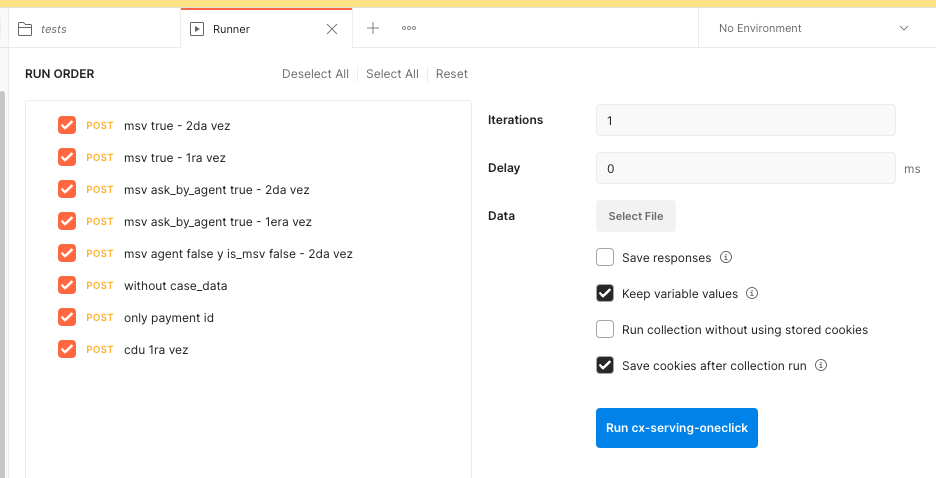 tests
Runner
No Environment
RUN ORDER
Deselect All
Select All
Reset
POST msv true - 2da vez
POST msv true - 1ra vez
POST msv ask_by_agent true - 2da vez
POST msv ask_by_agent true - 1era vez
POST msv agent false y is_msv false - 2da vez
POST without case_data
POST only payment id
POST cdu 1ra vez
Iterations 1
Delay 0 ms
Data Select File
Save responses
Keep variable values
Run collection without using stored cookies
Save cookies after collection run
Run cx-serving-oneclick